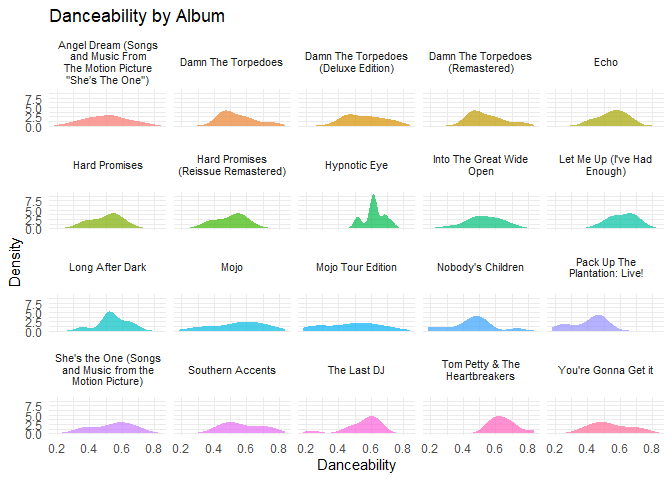 Danceability by Album
Angel Dream (Songs
and Music From
The Motion Picture
"She's The One")
Damn The Torpedoes
Damn The Torpedoes
(Deluxe Edition)
Damn The Torpedoes
(Remastered)
Echo
7.5
5.0
2.5
0.0
Hard Promises
Hard Promises
(Reissue Remastered)
Hypnotic Eye
Into The Great Wide
Open
Let Me Up (I've Had
Enough)
7.5
5.0
2.5
0.0
Density
Long After Dark
Mojo
Mojo Tour Edition
Nobody's Children
Pack Up The
Plantation: Live!
7.5
5.0
2.5
0.0
She's the One (Songs
and Music from the
Motion Picture)
Southern Accents
The Last DJ
Tom Petty & The
Heartbreakers
You're Gonna Get it
7.5
5.0
2.5
0.0
0.2 0.4 0.6 0.8
0.2 0.4 0.6 0.8
0.2 0.4 0.6 0.8
0.2 0.4 0.6 0.8
0.2 0.4 0.6 0.8
Danceability